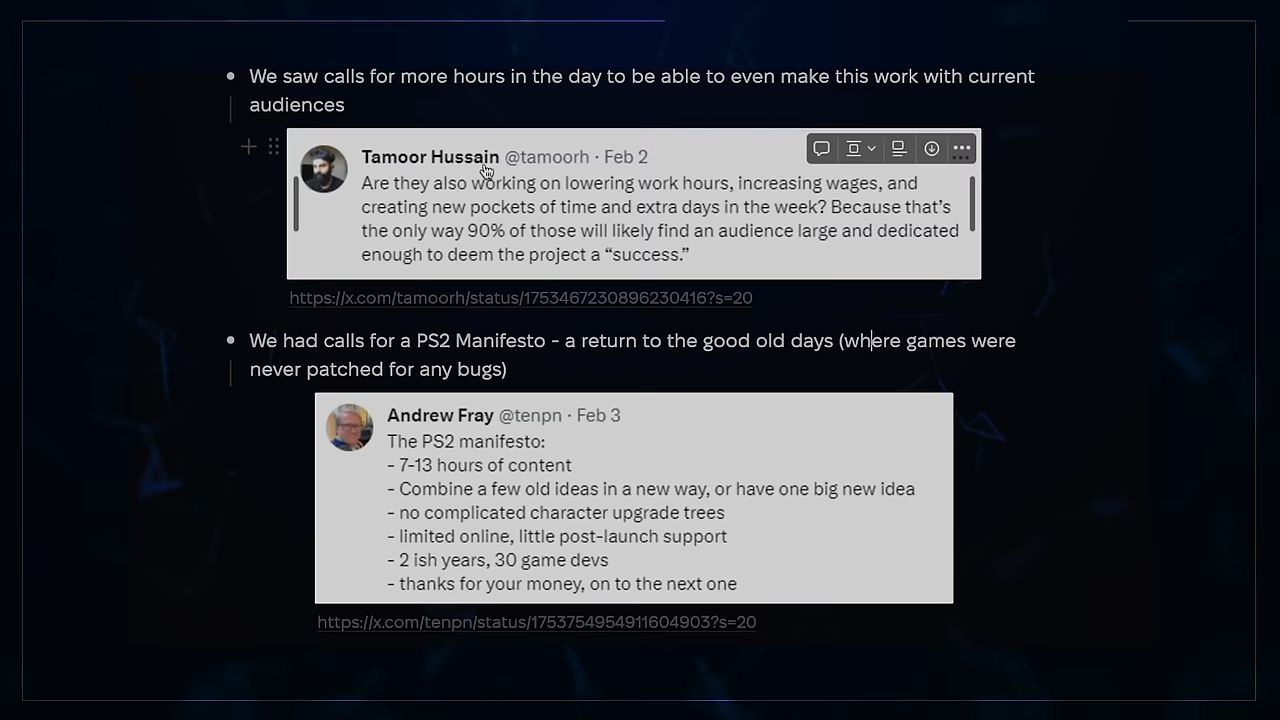 We saw calls for more hours in the day to be able to even make this work with current
audiences
Tamoor Hussain @tamoorh · Feb 2
Are they also working on lowering work hours, increasing wages, and
creating new pockets of time and extra days in the week? Because that’s
the only way 90% of those will likely find an audience large and dedicated
enough to deem the project a “success.”
https://x.com/tamoorh/status/1753467230896230416?s=20
We had calls for a PS2 Manifesto - a return to the good old days (where games were
never patched for any bugs)
Andrew Fray @tenpn · Feb 3
The PS2 manifesto:
- 7-13 hours of content
- Combine a few old ideas in a new way, or have one big new idea
- no complicated character upgrade trees
- limited online, little post-launch support
- 2 ish years, 30 game devs
- thanks for your money, on to the next one
https://x.com/tenpn/status/1753754954911604903?s=20